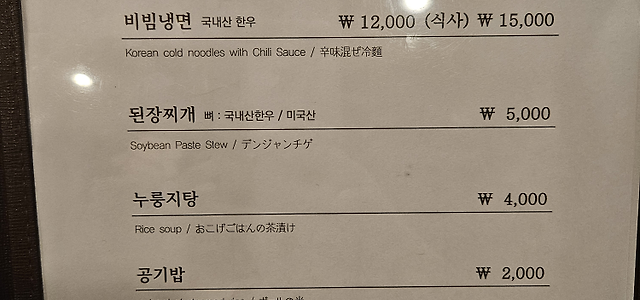 비빔냉면 국내산 한우 ₩ 12,000 (식사) ₩ 15,000
Korean cold noodles with Chili Sauce / 辛味混ぜ冷麵
된장찌개 뼈 : 국내산한우 / 미국산 ₩ 5,000
Soybean Paste Stew / デンジャンチゲ
누룽지탕 ₩ 4,000
Rice soup / おこげごはんの茶漬け
공기밥 ₩ 2,000